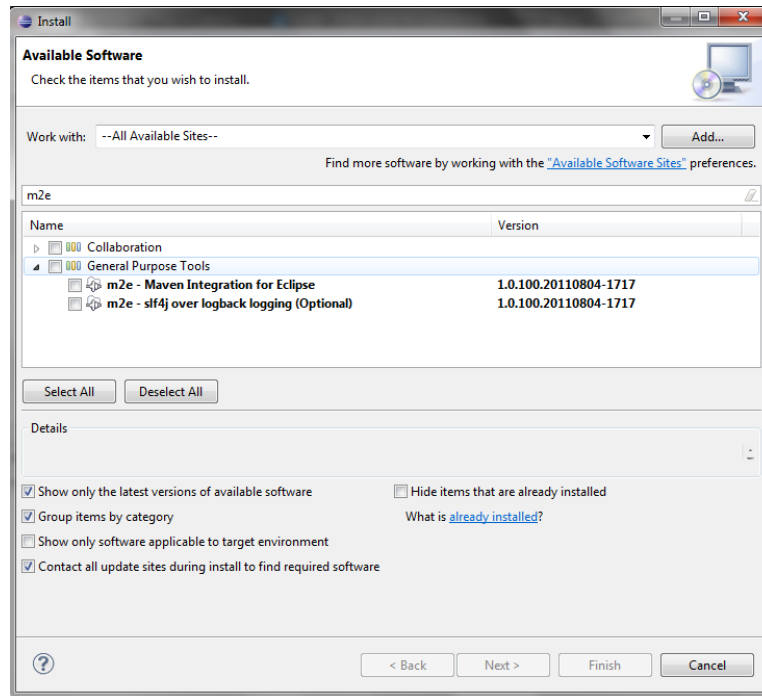 Install
Available Software
Check the items that you wish to install.
Work with: --All Available Sites-- Add...
Find more software by working with the "Available Software Sites" preferences.
m2e
Name Version
Collaboration
General Purpose Tools
m2e - Maven Integration for Eclipse 1.0.100.20110804-1717
m2e - slf4j over logback logging (Optional) 1.0.100.20110804-1717
Select All Deselect All
Details
Show only the latest versions of available software Hide items that are already installed
Group items by category What is already installed?
Show only software applicable to target environment
Contact all update sites during install to find required software
? < Back Next > Finish Cancel